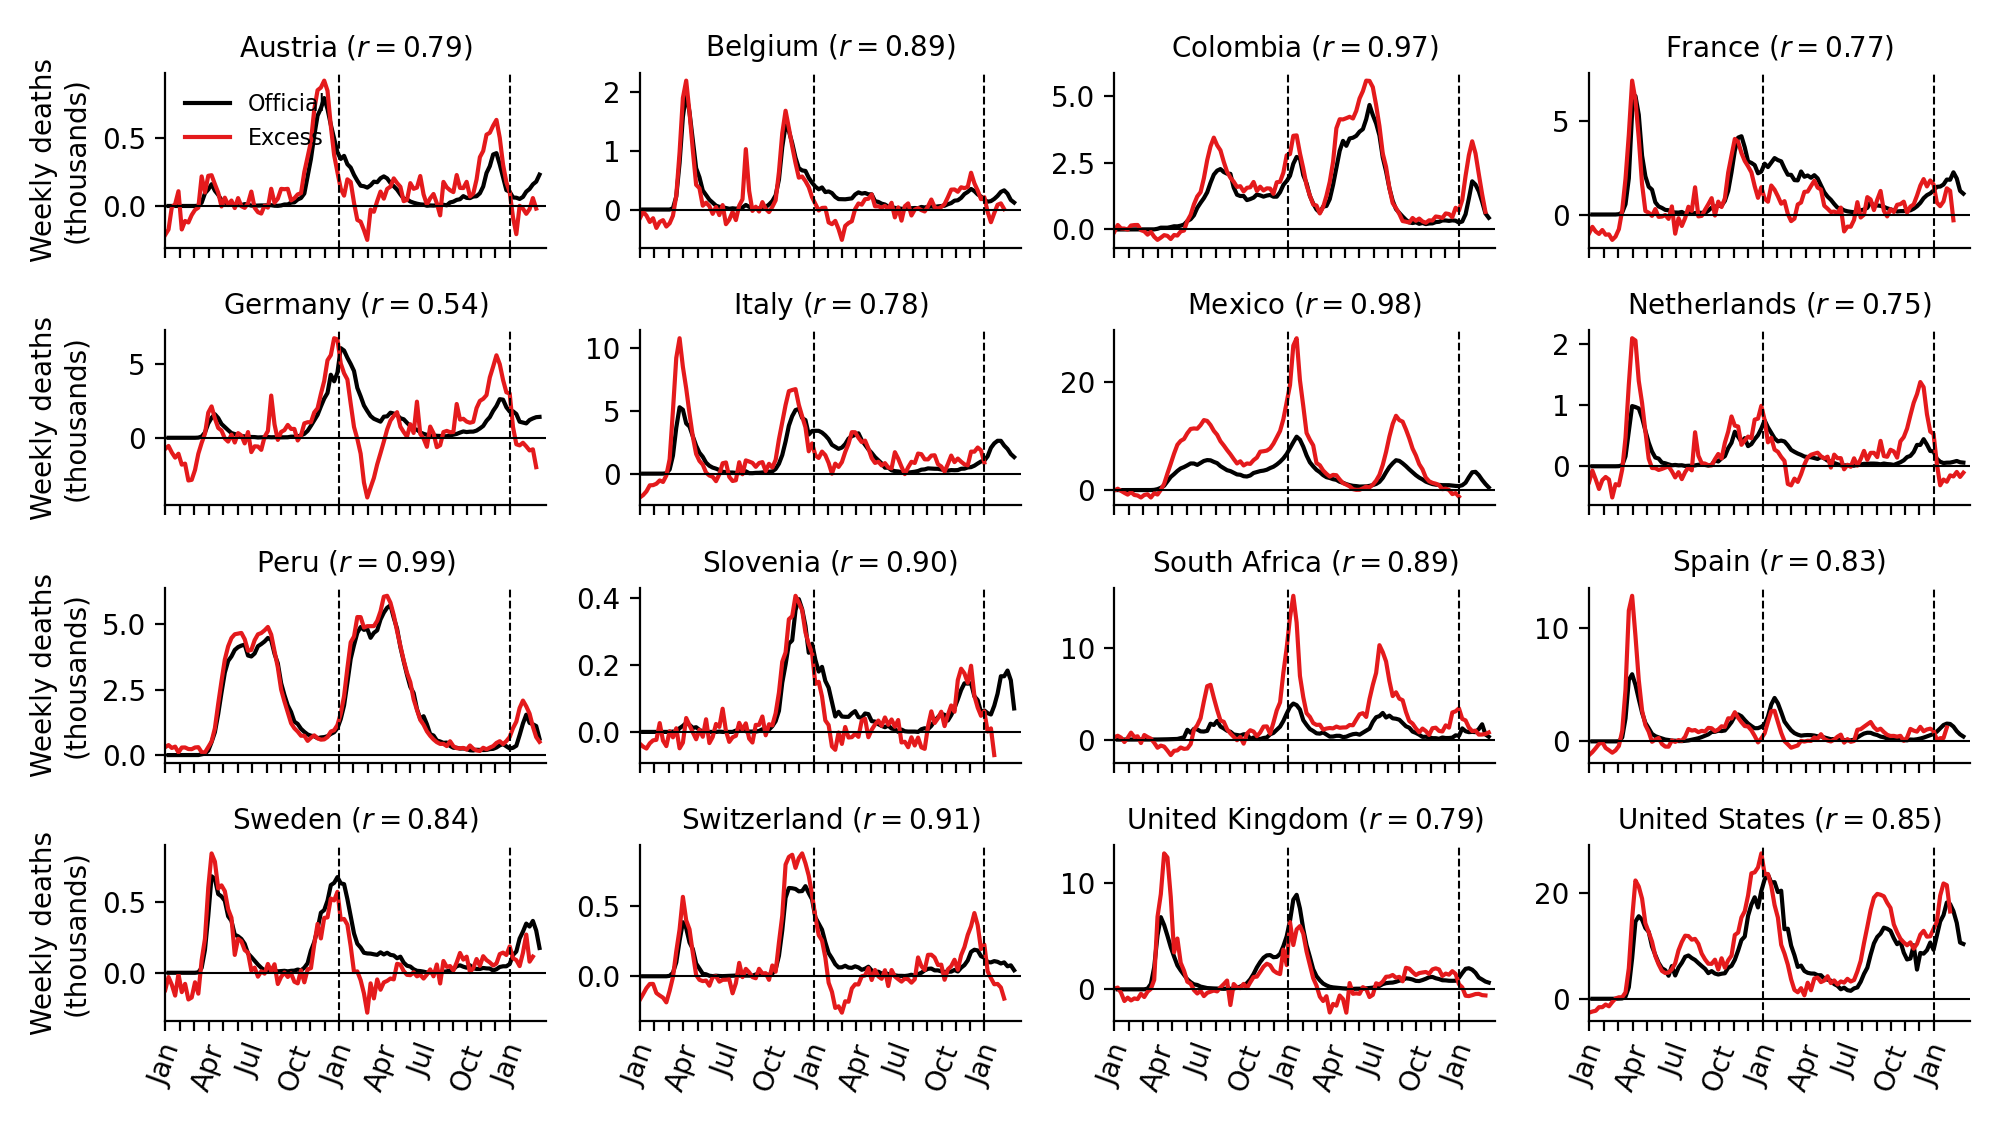 Austria (r = 0.79)
Belgium (r = 0.89)
Colombia (r = 0.97)
France (r = 0.77)
Weekly deaths
(thousands)
0.5
0.0
Official
Excess
2
1
0
5.0
2.5
0.0
5
0
Germany (r = 0.54)
Italy (r = 0.78)
Mexico (r = 0.98)
Netherlands (r = 0.75)
Weekly deaths
(thousands)
5
0
10
5
0
20
0
2
1
0
Peru (r = 0.99)
Slovenia (r = 0.90)
South Africa (r = 0.89)
Spain (r = 0.83)
Weekly deaths
(thousands)
5.0
2.5
0.0
0.4
0.2
0.0
10
0
10
0
Sweden (r = 0.84)
Switzerland (r = 0.91)
United Kingdom (r = 0.79)
United States (r = 0.85)
Weekly deaths
(thousands)
0.5
0.0
0.5
0.0
10
0
20
0
Jan Apr Jul Oct Jan Apr Jul Oct Jan
Jan Apr Jul Oct Jan Apr Jul Oct Jan
Jan Apr Jul Oct Jan Apr Jul Oct Jan
Jan Apr Jul Oct Jan Apr Jul Oct Jan